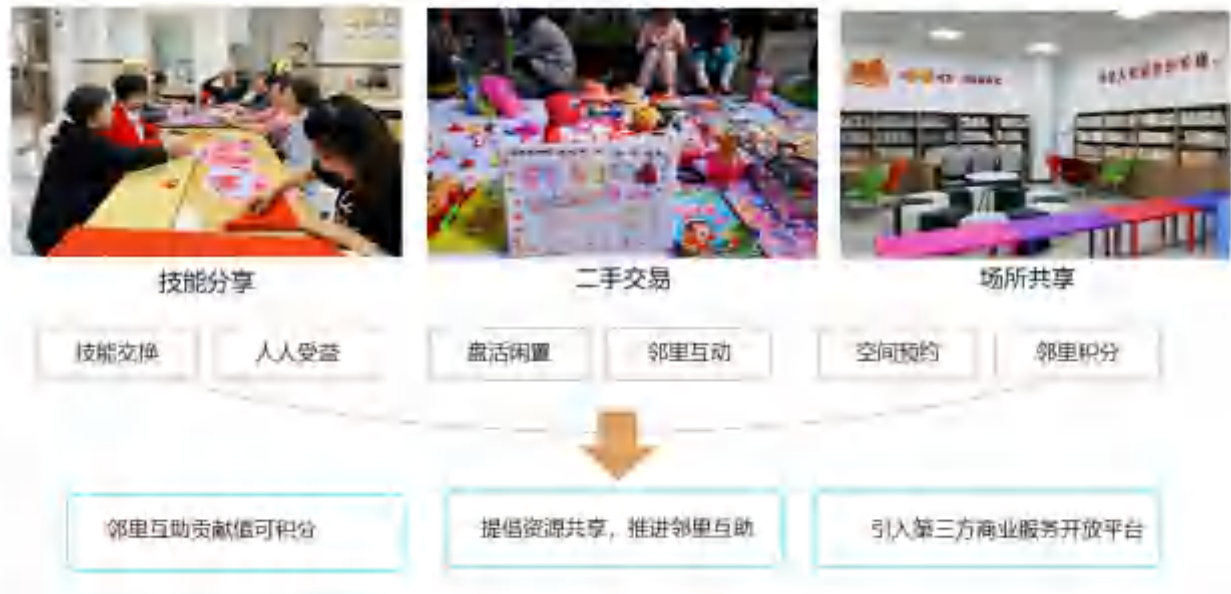 技能分享
二手交易
场所共享
技能交换
人人受益
盘活闲置
邻里互动
空间预约
邻里积分
邻里互助贡献值可积分
提倡资源共享，推进邻里互助
引入第三方商业服务开放平台